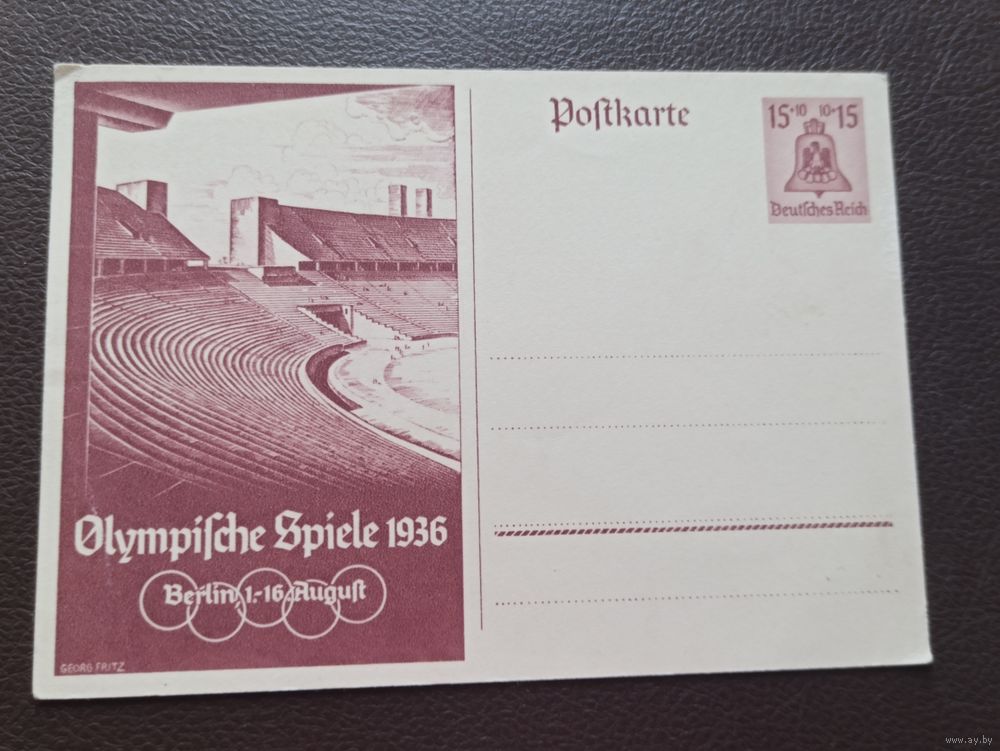 Postkarte
15+10 10+15
Deutsches Reich
Olympische Spiele 1936
Berlin, 1.-16. August
GEORG FRITZ
www.ay.by